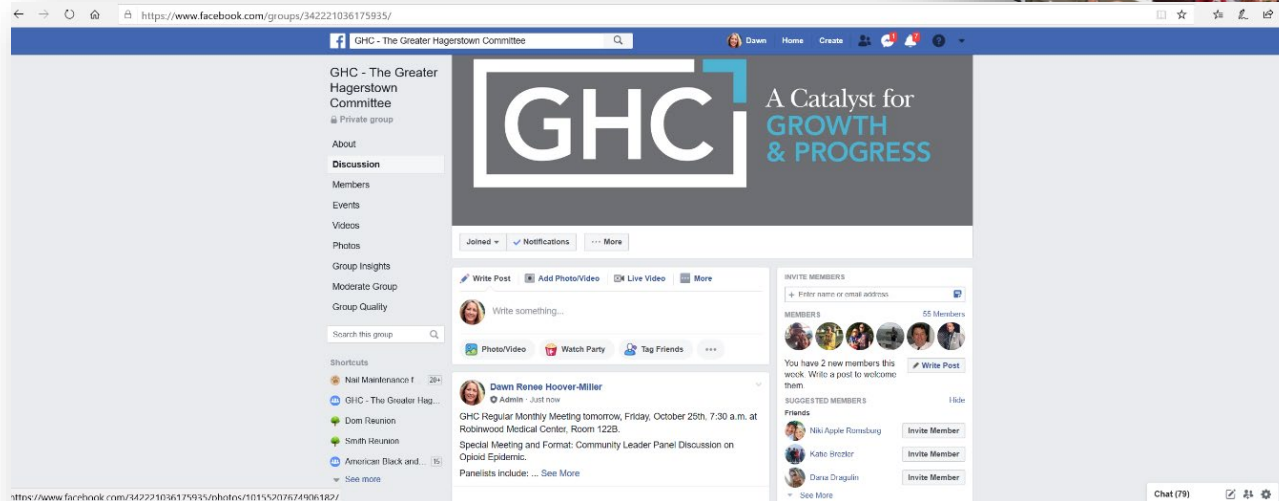 https://www.facebook.com/groups/342221036175935/
GHC - The Greater Hagerstown Committee
Dawn Home Create 1 7
GHC - The Greater
Hagerstown
Committee
Private group
About
Discussion
Members
Events
Videos
Photos
Group Insights
Moderate Group
Group Quality
Search this group
Shortcuts
Nail Maintenance f 20+
GHC - The Greater Hag...
Dom Reunion
Smith Reunion
American Black and... 15
See more
GHC
A Catalyst for
GROWTH
& PROGRESS
Joined Notifications ... More
Write Post Add Photo/Video Live Video More
Write something...
Photo/Video Watch Party Tag Friends ...
Dawn Renee Hoover-Miller
Admin · Just now
GHC Regular Monthly Meeting tomorrow, Friday, October 25th, 7:30 a.m. at
Robinwood Medical Center, Room 122B.
Special Meeting and Format: Community Leader Panel Discussion on
Opioid Epidemic.
Panelists include: ... See More
INVITE MEMBERS
+ Enter name or email address
MEMBERS 55 Members
You have 2 new members this
week. Write a post to welcome
them.
Write Post
SUGGESTED MEMBERS Hide
Friends
Niki Apple Romsburg Invite Member
Katie Brezler Invite Member
Dana Dragulin Invite Member
See More
Chat (79)
https://www.facebook.com/342221036175935/photos/10155207674906182/